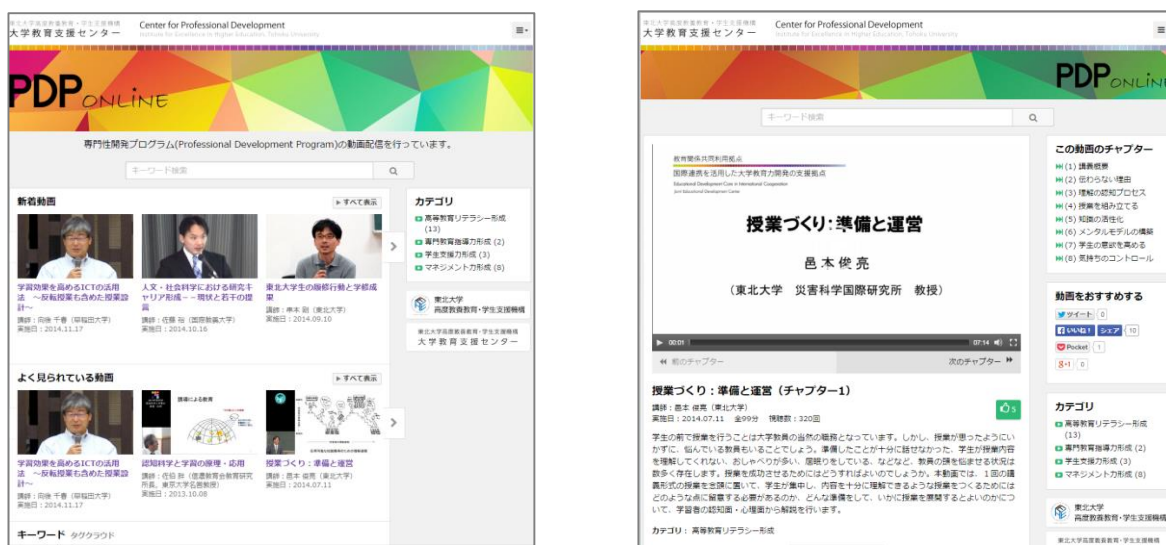 大学教育支援センター
Center for Professional Development
Institute for Excellence in Higher Education, Tohoku University
PDP ONLINE
専門性開発プログラム(Professional Development Program)の動画配信を行っています。
キーワード検索
新着動画
すべて表示
学習効果を高めるICTの活用
法 ～反転授業も含めた授業設
計～
講師：向後 千春（早稲田大学）
実施日：2014.11.17
人文・社会科学における研究キ
ャリア形成－－現状と若干の提
言
講師：佐藤 裕（国際教養大学）
実施日：2014.10.16
東北大学生の履修行動と学修成
果
講師：串本 剛（東北大学）
実施日：2014.09.10
よく見られている動画
すべて表示
学習効果を高めるICTの活用
法 ～反転授業も含めた授業設
計～
講師：向後 千春（早稲田大学）
実施日：2014.11.17
認知科学と学習の原理・応用
所長、東京大学名誉教授）
実施日：2013.10.08
授業づくり：準備と運営
講師：邑本 俊亮（東北大学）
実施日：2014.07.11
キーワード タグクラウド
カテゴリ
高等教育リテラシー形成
(13)
専門教育指導力形成 (2)
学生支援力形成 (3)
マネジメント力形成 (8)
東北大学
高度教養教育・学生支援機構
東北大学高度教養教育・学生支援機構
大学教育支援センター
大学教育支援センター
Center for Professional Development
Institute for Excellence in Higher Education, Tohoku University
PDP ONLINE
キーワード検索
教育関係共同利用拠点
国際連携を活用した大学教育力開発の支援拠点
授業づくり：準備と運営
邑本俊亮
（東北大学 災害科学国際研究所 教授）
00:01
07:14
前のチャプター
次のチャプター
授業づくり：準備と運営（チャプター1）
講師：邑本 俊亮（東北大学）
実施日：2014.07.11 全99分 視聴数：320回
5
学生の前で授業を行うことは大学教員の当然の職務となっています。しかし、授業が思ったようにい
かずに、悩んでいる教員もいることでしょう。準備したことが十分に話せなかった、学生が授業内容
を理解してくれない、おしゃべりが多い、居眠りをしている、などなど、教員の頭を悩ませる状況は
数多く存在します。授業を成功させるためにはどうすればよいのでしょうか。本動画では、1回の講
義形式の授業を念頭に置いて、学生が集中し、内容を十分に理解できるような授業をつくるためには
どのような点に留意する必要があるのか、どんな準備をして、いかに授業を展開するとよいのかにつ
いて、学習者の認知面・心理面から解説を行います。
カテゴリ： 高等教育リテラシー形成
この動画のチャプター
(1) 講義概要
(2) 伝わらない理由
(3) 理解の認知プロセス
(4) 授業を組み立てる
(5) 知識の活性化
(6) メンタルモデルの構築
(7) 学生の意欲を高める
(8) 気持ちのコントロール
動画をおすすめする
ツイート 0
いいね！ シェア 10
Pocket 1
g+1 0
カテゴリ
高等教育リテラシー形成
(13)
専門教育指導力形成 (2)
学生支援力形成 (3)
マネジメント力形成 (8)
東北大学
高度教養教育・学生支援機構
東北大学高度教養教育・学生支援機構